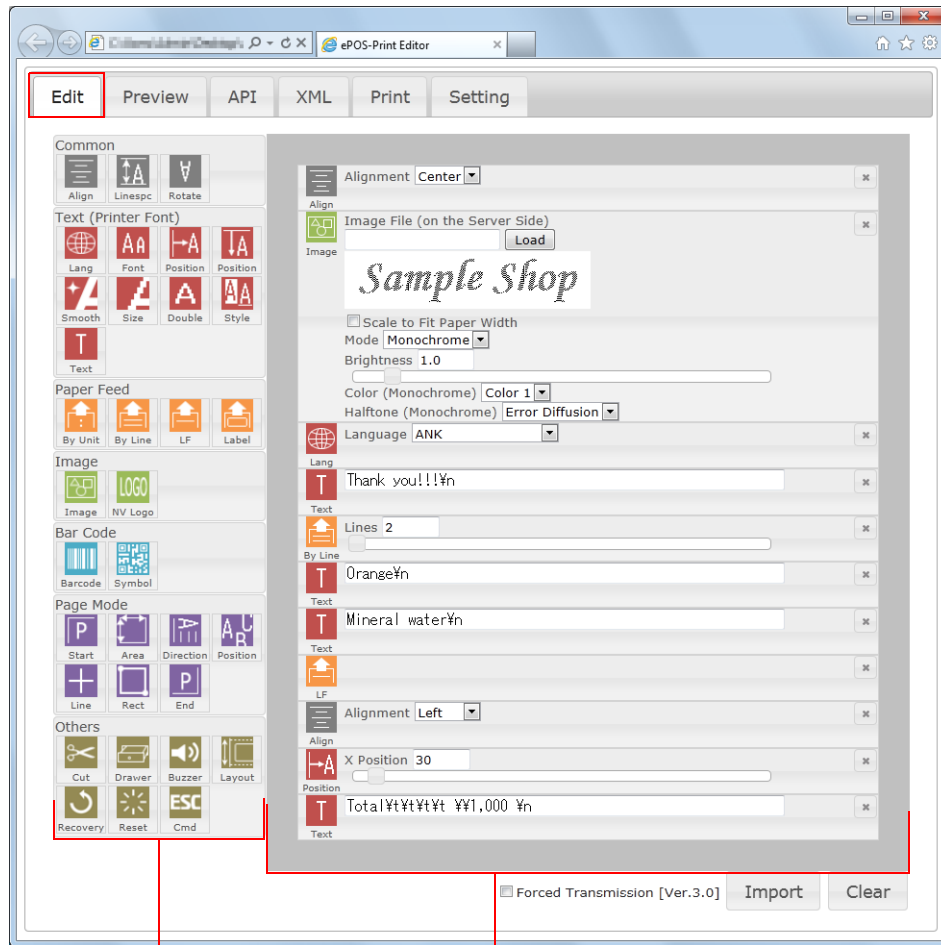 ePOS-Print Editor
Edit Preview API XML Print Setting
Common
Align Linespc Rotate
Text (Printer Font)
Lang Font Position Position
Smooth Size Double Style
Text
Paper Feed
By Unit By Line LF Label
Image
LOGO
Image NV Logo
Bar Code
Barcode Symbol
Page Mode
Start Area Direction Position
Line Rect End
Others
Cut Drawer Buzzer Layout
ESC
Recovery Reset Cmd
Alignment Center
Align
Image File (on the Server Side)
Load
Image
Sample Shop
Scale to Fit Paper Width
Mode Monochrome
Brightness 1.0
Color (Monochrome) Color 1
Halftone (Monochrome) Error Diffusion
Language ANK
Lang
Thank you!!!¥n
Text
Lines 2
By Line
Orange¥n
Text
Mineral water¥n
Text
LF
Alignment Left
Align
X Position 30
Position
Total¥t¥t¥t¥t ¥¥1,000 ¥n
Text
Forced Transmission [Ver.3.0] Import Clear